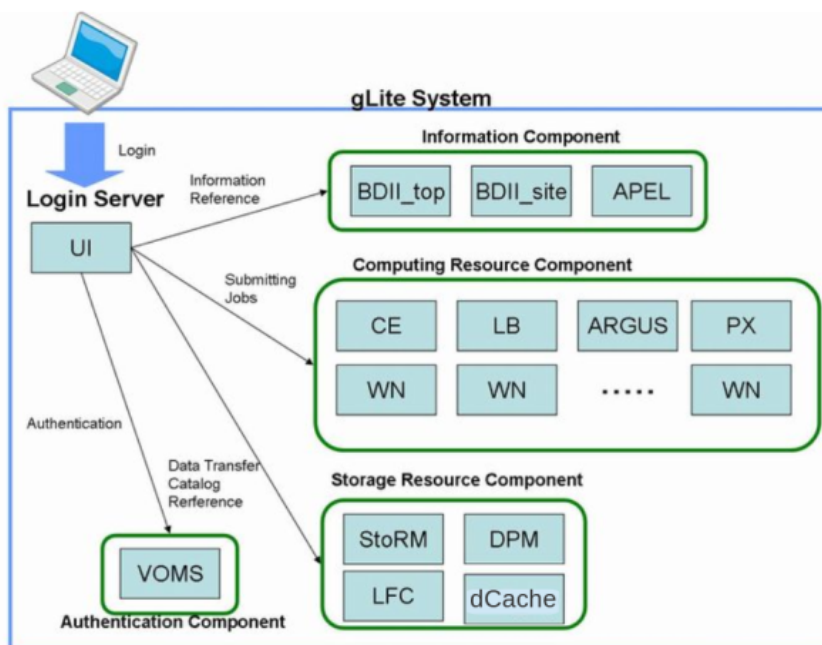 gLite System
Login
Login Server
UI
Information
Reference
Information Component
BDII_top
BDII_site
APEL
Submitting
Jobs
Computing Resource Component
CE
LB
ARGUS
PX
WN
WN
.....
WN
Authentication
Data Transfer
Catalog
Rerference
Storage Resource Component
StoRM
DPM
LFC
dCache
VOMS
Authentication Component